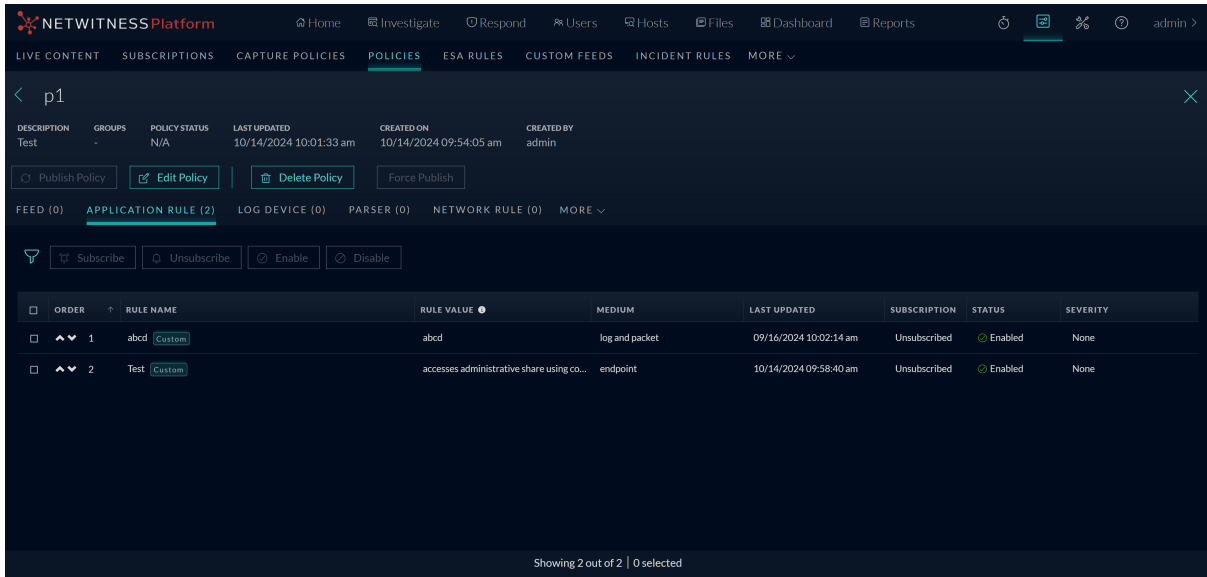 NETWITNESS Platform Home Investigate Respond Users Hosts Files Dashboard Reports admin >
LIVE CONTENT SUBSCRIPTIONS CAPTURE POLICIES POLICIES ESA RULES CUSTOM FEEDS INCIDENT RULES MORE
p1
DESCRIPTION GROUPS POLICY STATUS LAST UPDATED CREATED ON CREATED BY
Test - N/A 10/14/2024 10:01:33 am 10/14/2024 09:54:05 am admin
Publish Policy Edit Policy Delete Policy Force Publish
FEED (0) APPLICATION RULE (2) LOG DEVICE (0) PARSER (0) NETWORK RULE (0) MORE
Subscribe Unsubscribe Enable Disable
ORDER ↑ RULE NAME RULE VALUE MEDIUM LAST UPDATED SUBSCRIPTION STATUS SEVERITY
1 abcd Custom abcd log and packet 09/16/2024 10:02:14 am Unsubscribed Enabled None
2 Test Custom accesses administrative share using co... endpoint 10/14/2024 09:58:40 am Unsubscribed Enabled None
Showing 2 out of 2 | 0 selected